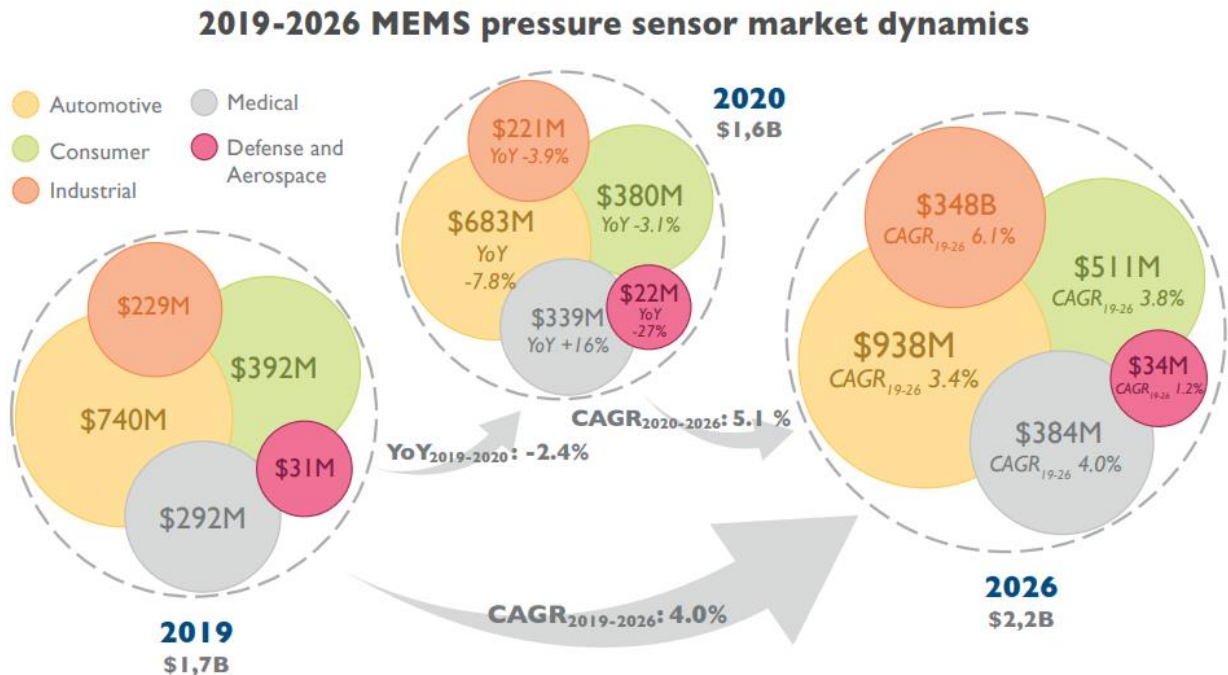 2019-2026 MEMS pressure sensor market dynamics
Automotive
Medical
Consumer
Defense and
Aerospace
Industrial
$229M
$392M
$740M
$31M
$292M
2019
$1,7B
YoY2019-2020: -2.4%
2020
$1,6B
$221M
YoY -3.9%
$380M
YoY -3.1%
$683M
YoY
-7.8%
$22M
YoY
-27%
$339M
YoY +16%
CAGR2020-2026: 5.1 %
CAGR2019-2026: 4.0%
$348B
CAGR19-26 6.1%
$511M
CAGR19-26 3.8%
$938M
CAGR19-26 3.4%
$34M
CAGR19-26 1.2%
$384M
CAGR19-26 4.0%
2026
$2,2B